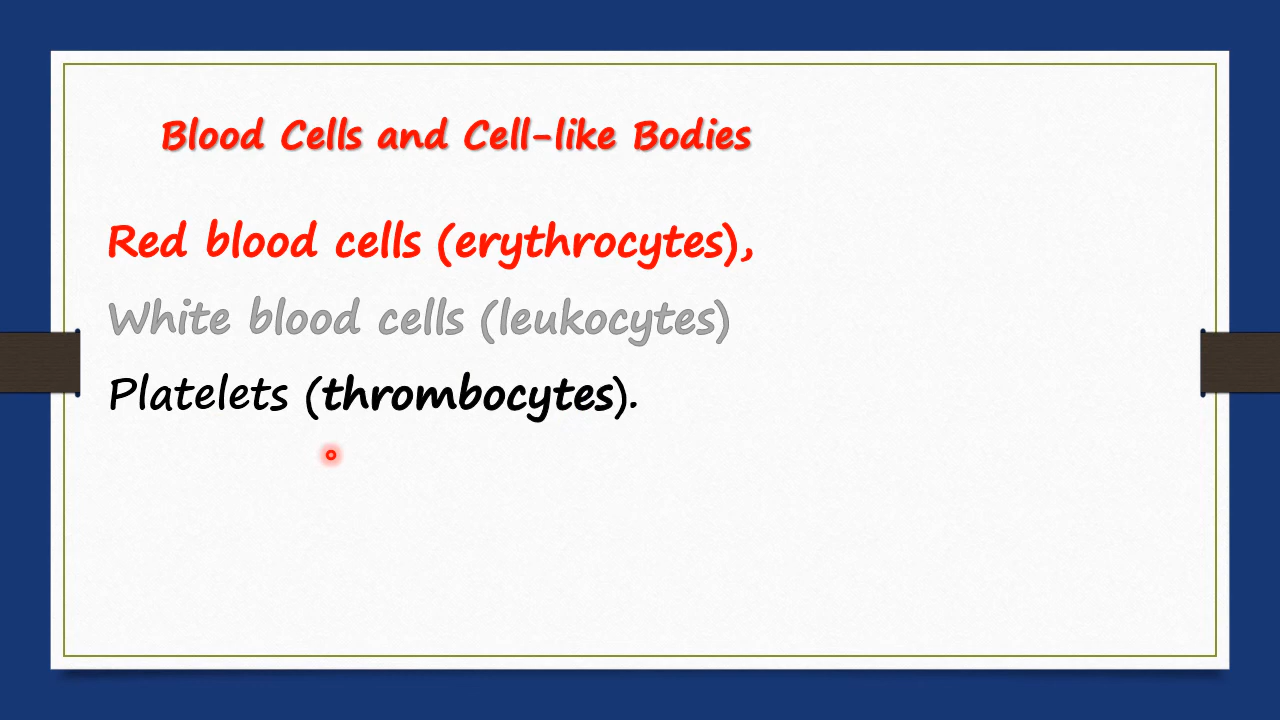 Blood Cells and Cell-like Bodies
Red blood cells (erythrocytes),
White blood cells (leukocytes)
Platelets (thrombocytes).